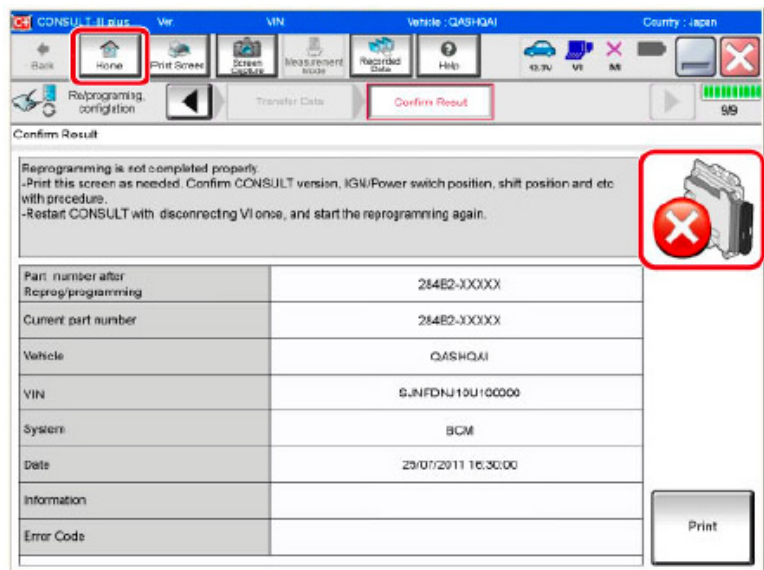 CONSULT-III plus Ver. VIN Vehicle : QASHQAI Country : Japan
Back Home Print Screen Screen Capture Measurement Mode Recorded Data Help 12.7V VI MI
Re/programing, configlation Transfer Data Confirm Result 9/9
Confirm Result
Reprogramming is not completed properly.
-Print this screen as needed. Confirm CONSULT version, IGN/Power switch position, shift position and etc
with procedure.
-Restart CONSULT with disconnecting VI once, and start the reprogramming again.
Part number after
Reprog/programming
284B2-XXXXX
Current part number
284B2-XXXXX
Vehicle
QASHQAI
VIN
SJNFDNJ10U100000
System
BCM
Date
29/07/2011 16:30:00
Information
Error Code
Print